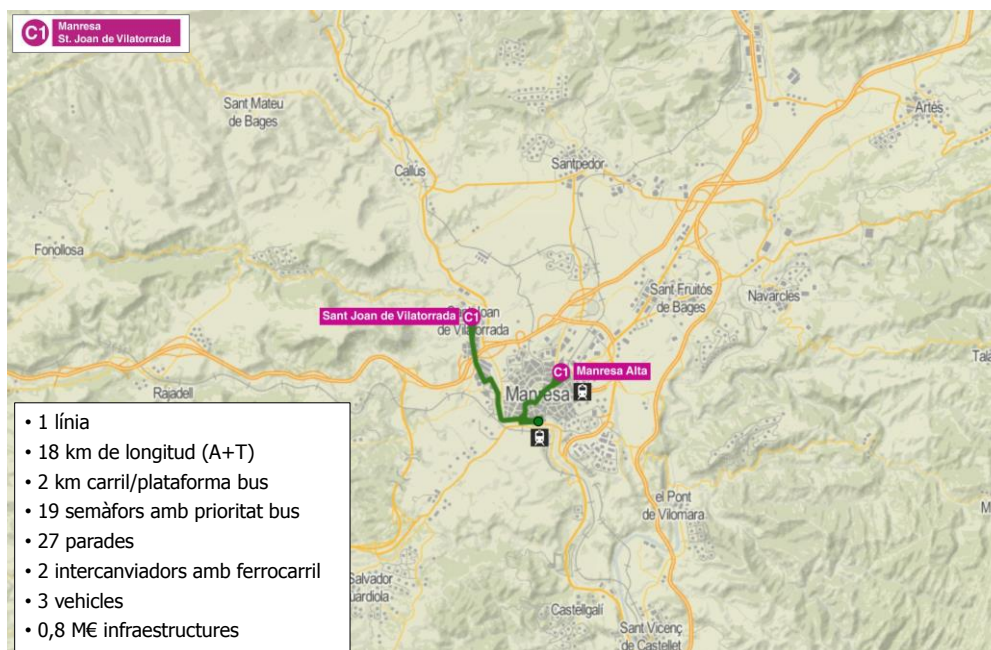 C1 Manresa
St. Joan de Vilatorrada
Sant Mateu
de Bages
Artés
Callús
Santpedor
Fonollosa
Sant Fruitós
de Bages
Navarcles
Sant Joan de Vilatorrada C1
Sant Joan
de Vilatorrada
C1 Manresa Alta
Manresa
Rajadell
el Pont
de Vilomara
Castellgalí
Sant Vicenç
de Castellet
• 1 línia
• 18 km de longitud (A+T)
• 2 km carril/plataforma bus
• 19 semàfors amb prioritat bus
• 27 parades
• 2 intercanviadors amb ferrocarril
• 3 vehicles
• 0,8 M€ infraestructures
Salvador